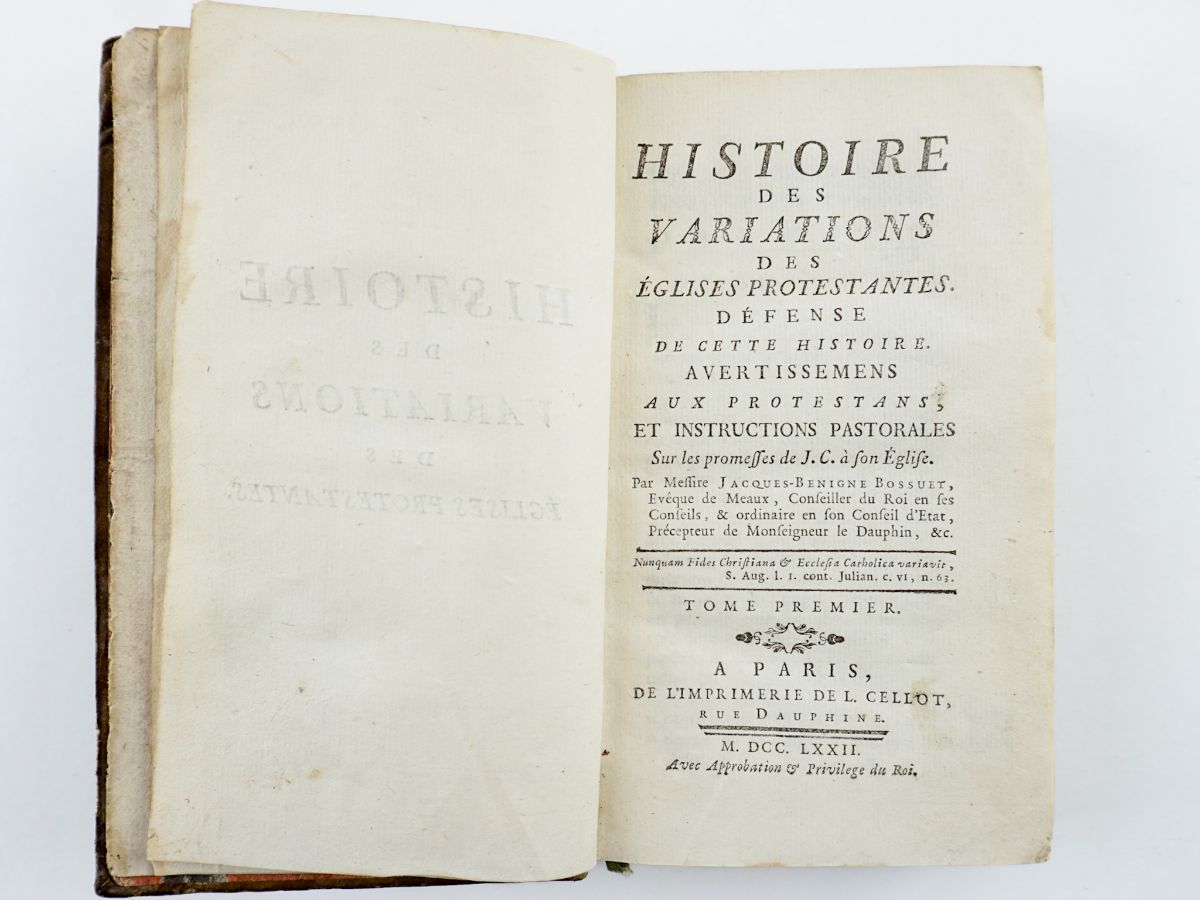 HISTOIRE
DES
VARIATIONS
DES
ÉGLISES PROTESTANTES.
DÉFENSE
DE CETTE HISTOIRE.
AVERTISSEMENS
AUX PROTESTANS,
ET INSTRUCTIONS PASTORALES
Sur les promeſſes de J. C. à ſon Égliſe.
Par Meſſire JACQUES-BENIGNE BOSSUET,
Evêque de Meaux, Conſeiller du Roi en ſes
Conſeils, & ordinaire en ſon Conſeil d'Etat,
Précepteur de Monſeigneur le Dauphin, &c.
Nunquam Fides Chriſtiana & Eccleſia Catholica variavit,
S. Aug. l. 1. cont. Julian. c. VI, n. 63.
TOME PREMIER.
A PARIS,
DE L'IMPRIMERIE DE L. CELLOT,
RUE DAUPHINE.
M. DCC. LXXII.
Avec Approbation & Privilege du Roi.